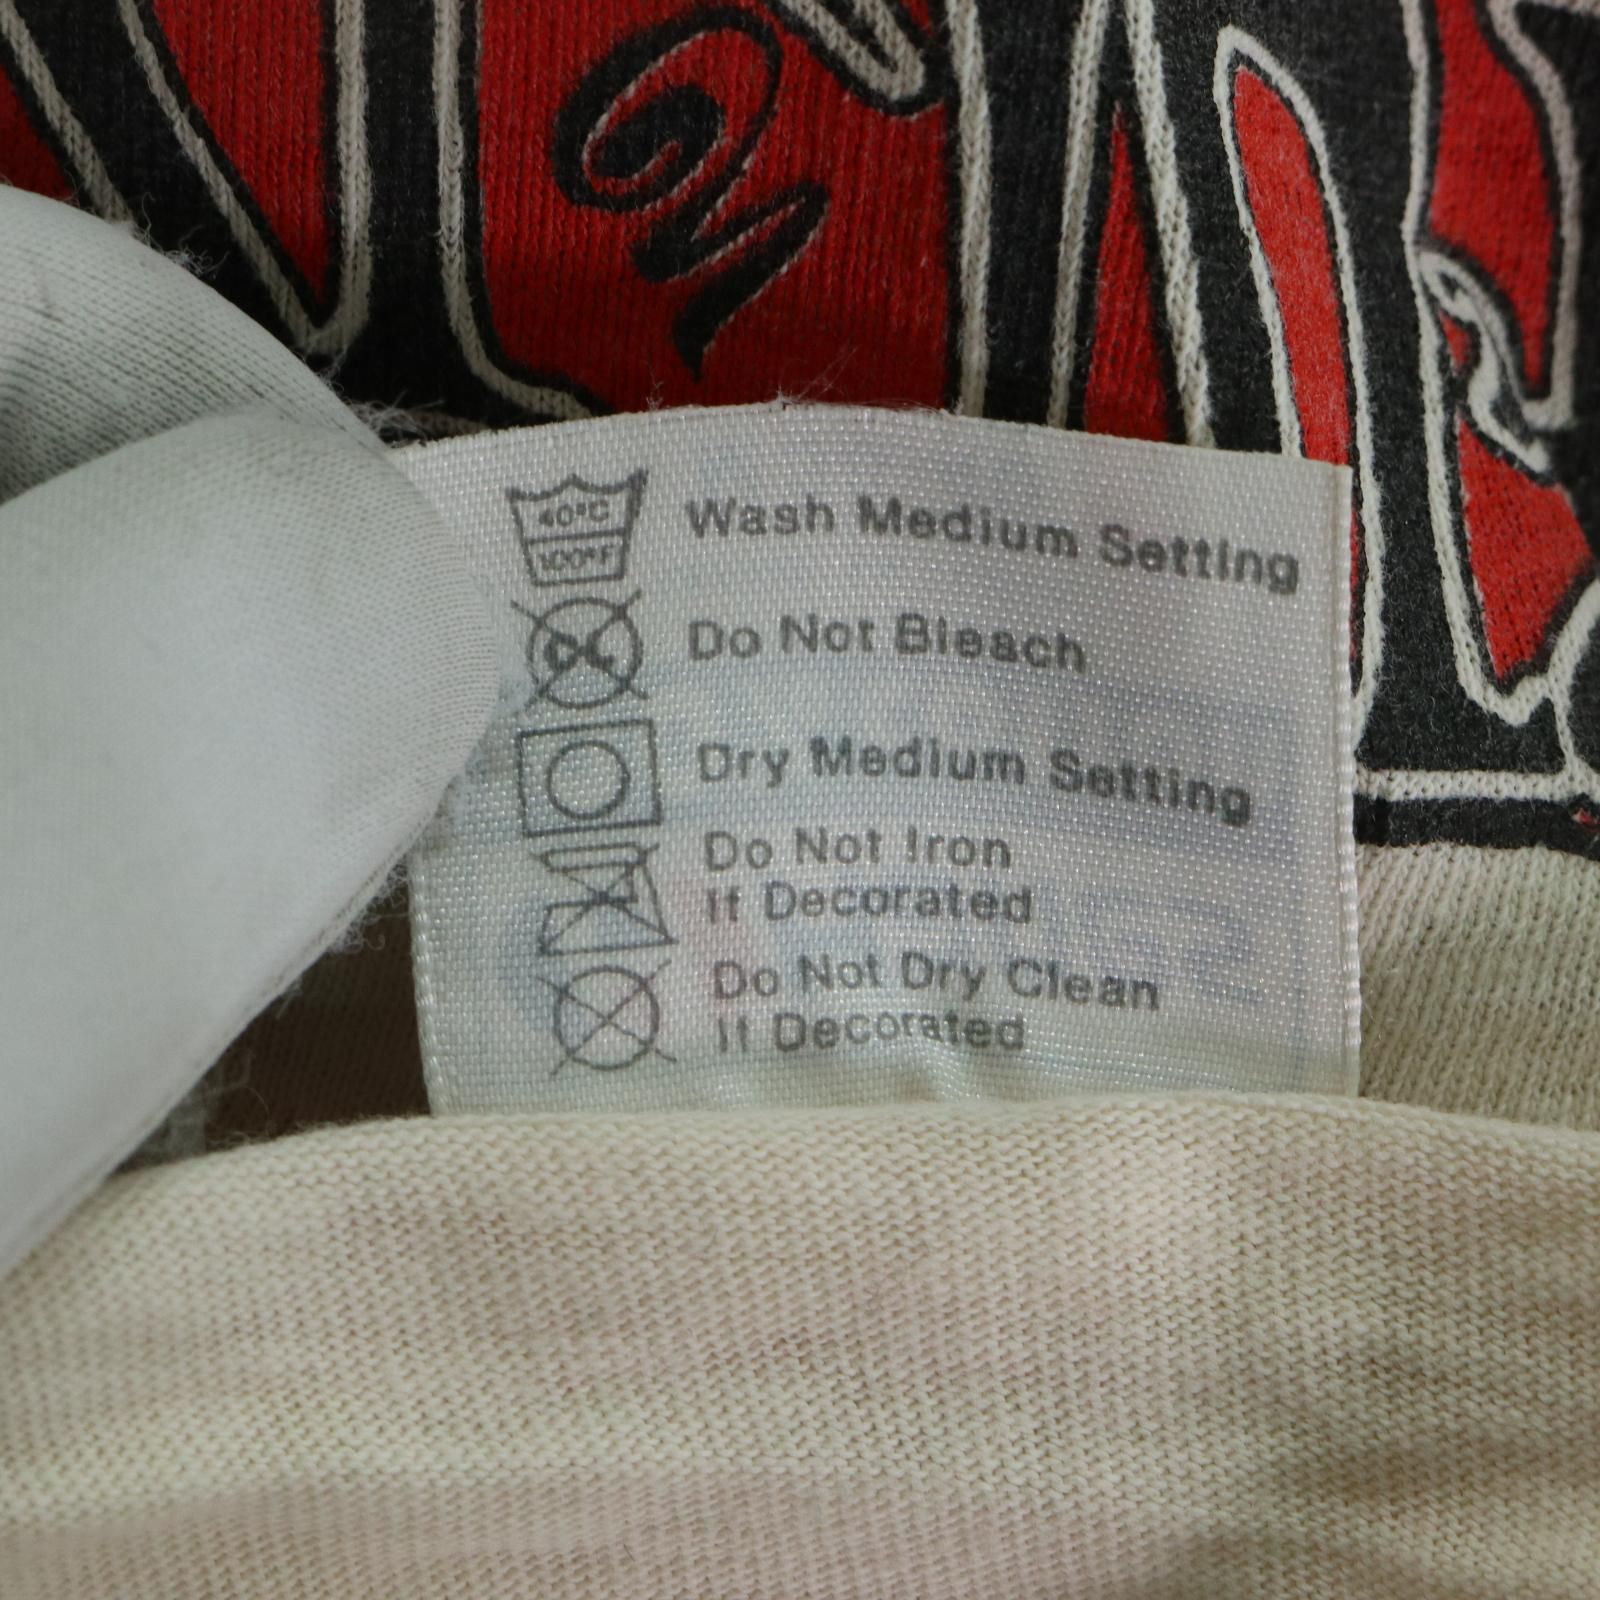 40°C
Wash Medium Setting
Do Not Bleach
Dry Medium Setting
Do Not Iron
If Decorated
Do Not Dry Clean
If Decorated